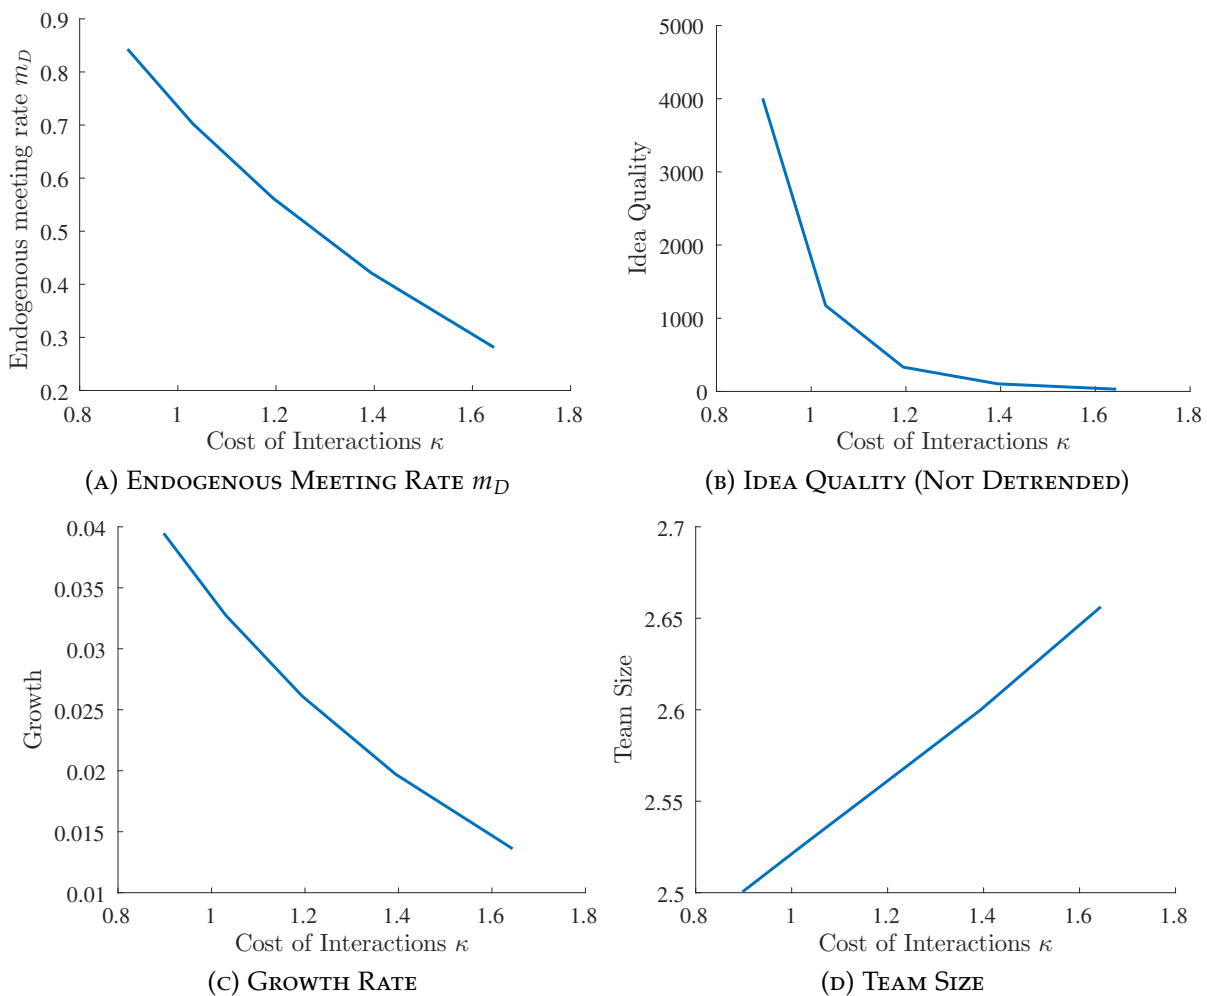 0.9
0.8
0.7
0.6
0.5
0.4
0.3
0.2
0.8 1 1.2 1.4 1.6 1.8
Endogenous meeting rate m_D
Cost of Interactions κ
(A) ENDOGENOUS MEETING RATE m_D
5000
4000
3000
2000
1000
0
0.8 1 1.2 1.4 1.6 1.8
Idea Quality
Cost of Interactions κ
(B) IDEA QUALITY (NOT DETRENDED)
0.04
0.035
0.03
0.025
0.02
0.015
0.01
0.8 1 1.2 1.4 1.6 1.8
Growth
Cost of Interactions κ
(C) GROWTH RATE
2.7
2.65
2.6
2.55
2.5
0.8 1 1.2 1.4 1.6 1.8
Team Size
Cost of Interactions κ
(D) TEAM SIZE